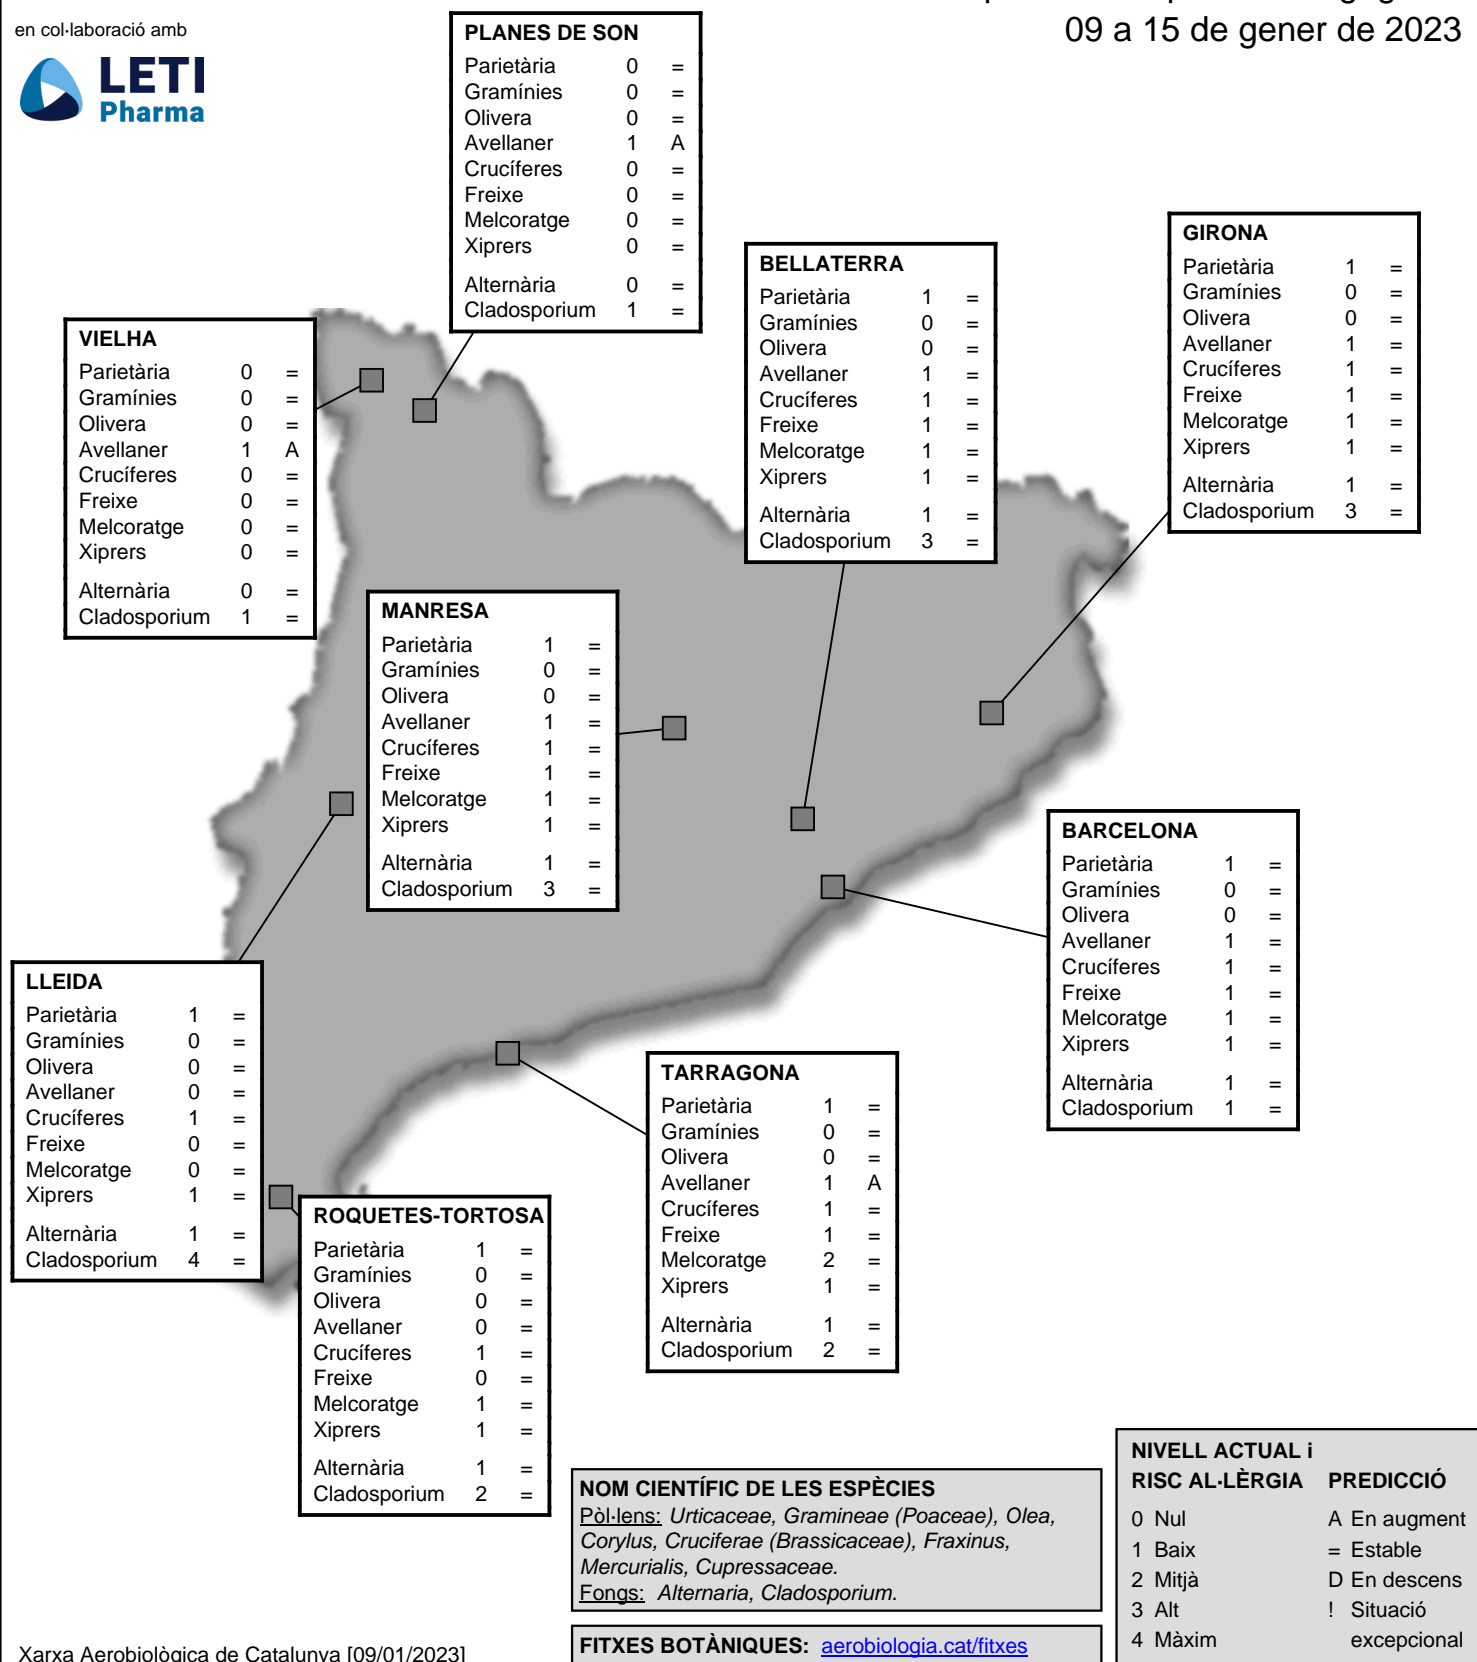 en col·laboració amb
LETI
Pharma
09 a 15 de gener de 2023
PLANES DE SON
Parietària 0 =
Gramínies 0 =
Olivera 0 =
Avellaner 1 A
Crucíferes 0 =
Freixe 0 =
Melcoratge 0 =
Xiprers 0 =
Alternària 0 =
Cladosporium 1 =
GIRONA
Parietària 1 =
Gramínies 0 =
Olivera 0 =
Avellaner 1 =
Crucíferes 1 =
Freixe 1 =
Melcoratge 1 =
Xiprers 1 =
Alternària 1 =
Cladosporium 3 =
BELLATERRA
Parietària 1 =
Gramínies 0 =
Olivera 0 =
Avellaner 1 =
Crucíferes 1 =
Freixe 1 =
Melcoratge 1 =
Xiprers 1 =
Alternària 1 =
Cladosporium 3 =
VIELHA
Parietària 0 =
Gramínies 0 =
Olivera 0 =
Avellaner 1 A
Crucíferes 0 =
Freixe 0 =
Melcoratge 0 =
Xiprers 0 =
Alternària 0 =
Cladosporium 1 =
MANRESA
Parietària 1 =
Gramínies 0 =
Olivera 0 =
Avellaner 1 =
Crucíferes 1 =
Freixe 1 =
Melcoratge 1 =
Xiprers 1 =
Alternària 1 =
Cladosporium 3 =
BARCELONA
Parietària 1 =
Gramínies 0 =
Olivera 0 =
Avellaner 1 =
Crucíferes 1 =
Freixe 1 =
Melcoratge 1 =
Xiprers 1 =
Alternària 1 =
Cladosporium 1 =
LLEIDA
Parietària 1 =
Gramínies 0 =
Olivera 0 =
Avellaner 0 =
Crucíferes 1 =
Freixe 0 =
Melcoratge 0 =
Xiprers 1 =
Alternària 1 =
Cladosporium 4 =
TARRAGONA
Parietària 1 =
Gramínies 0 =
Olivera 0 =
Avellaner 1 A
Crucíferes 1 =
Freixe 1 =
Melcoratge 2 =
Xiprers 1 =
Alternària 1 =
Cladosporium 2 =
ROQUETES-TORTOSA
Parietària 1 =
Gramínies 0 =
Olivera 0 =
Avellaner 0 =
Crucíferes 1 =
Freixe 0 =
Melcoratge 1 =
Xiprers 1 =
Alternària 1 =
Cladosporium 2 =
NOM CIENTÍFIC DE LES ESPÈCIES
Pòl·lens: Urticaceae, Gramineae (Poaceae), Olea,
Corylus, Cruciferae (Brassicaceae), Fraxinus,
Mercurialis, Cupressaceae.
Fongs: Alternaria, Cladosporium.
FITXES BOTÀNIQUES: aerobiologia.cat/fitxes
NIVELL ACTUAL i
RISC AL·LÈRGIA PREDICCIÓ
0 Nul A En augment
1 Baix = Estable
2 Mitjà D En descens
3 Alt ! Situació
4 Màxim excepcional
Xarxa Aerobiològica de Catalunya [09/01/2023]